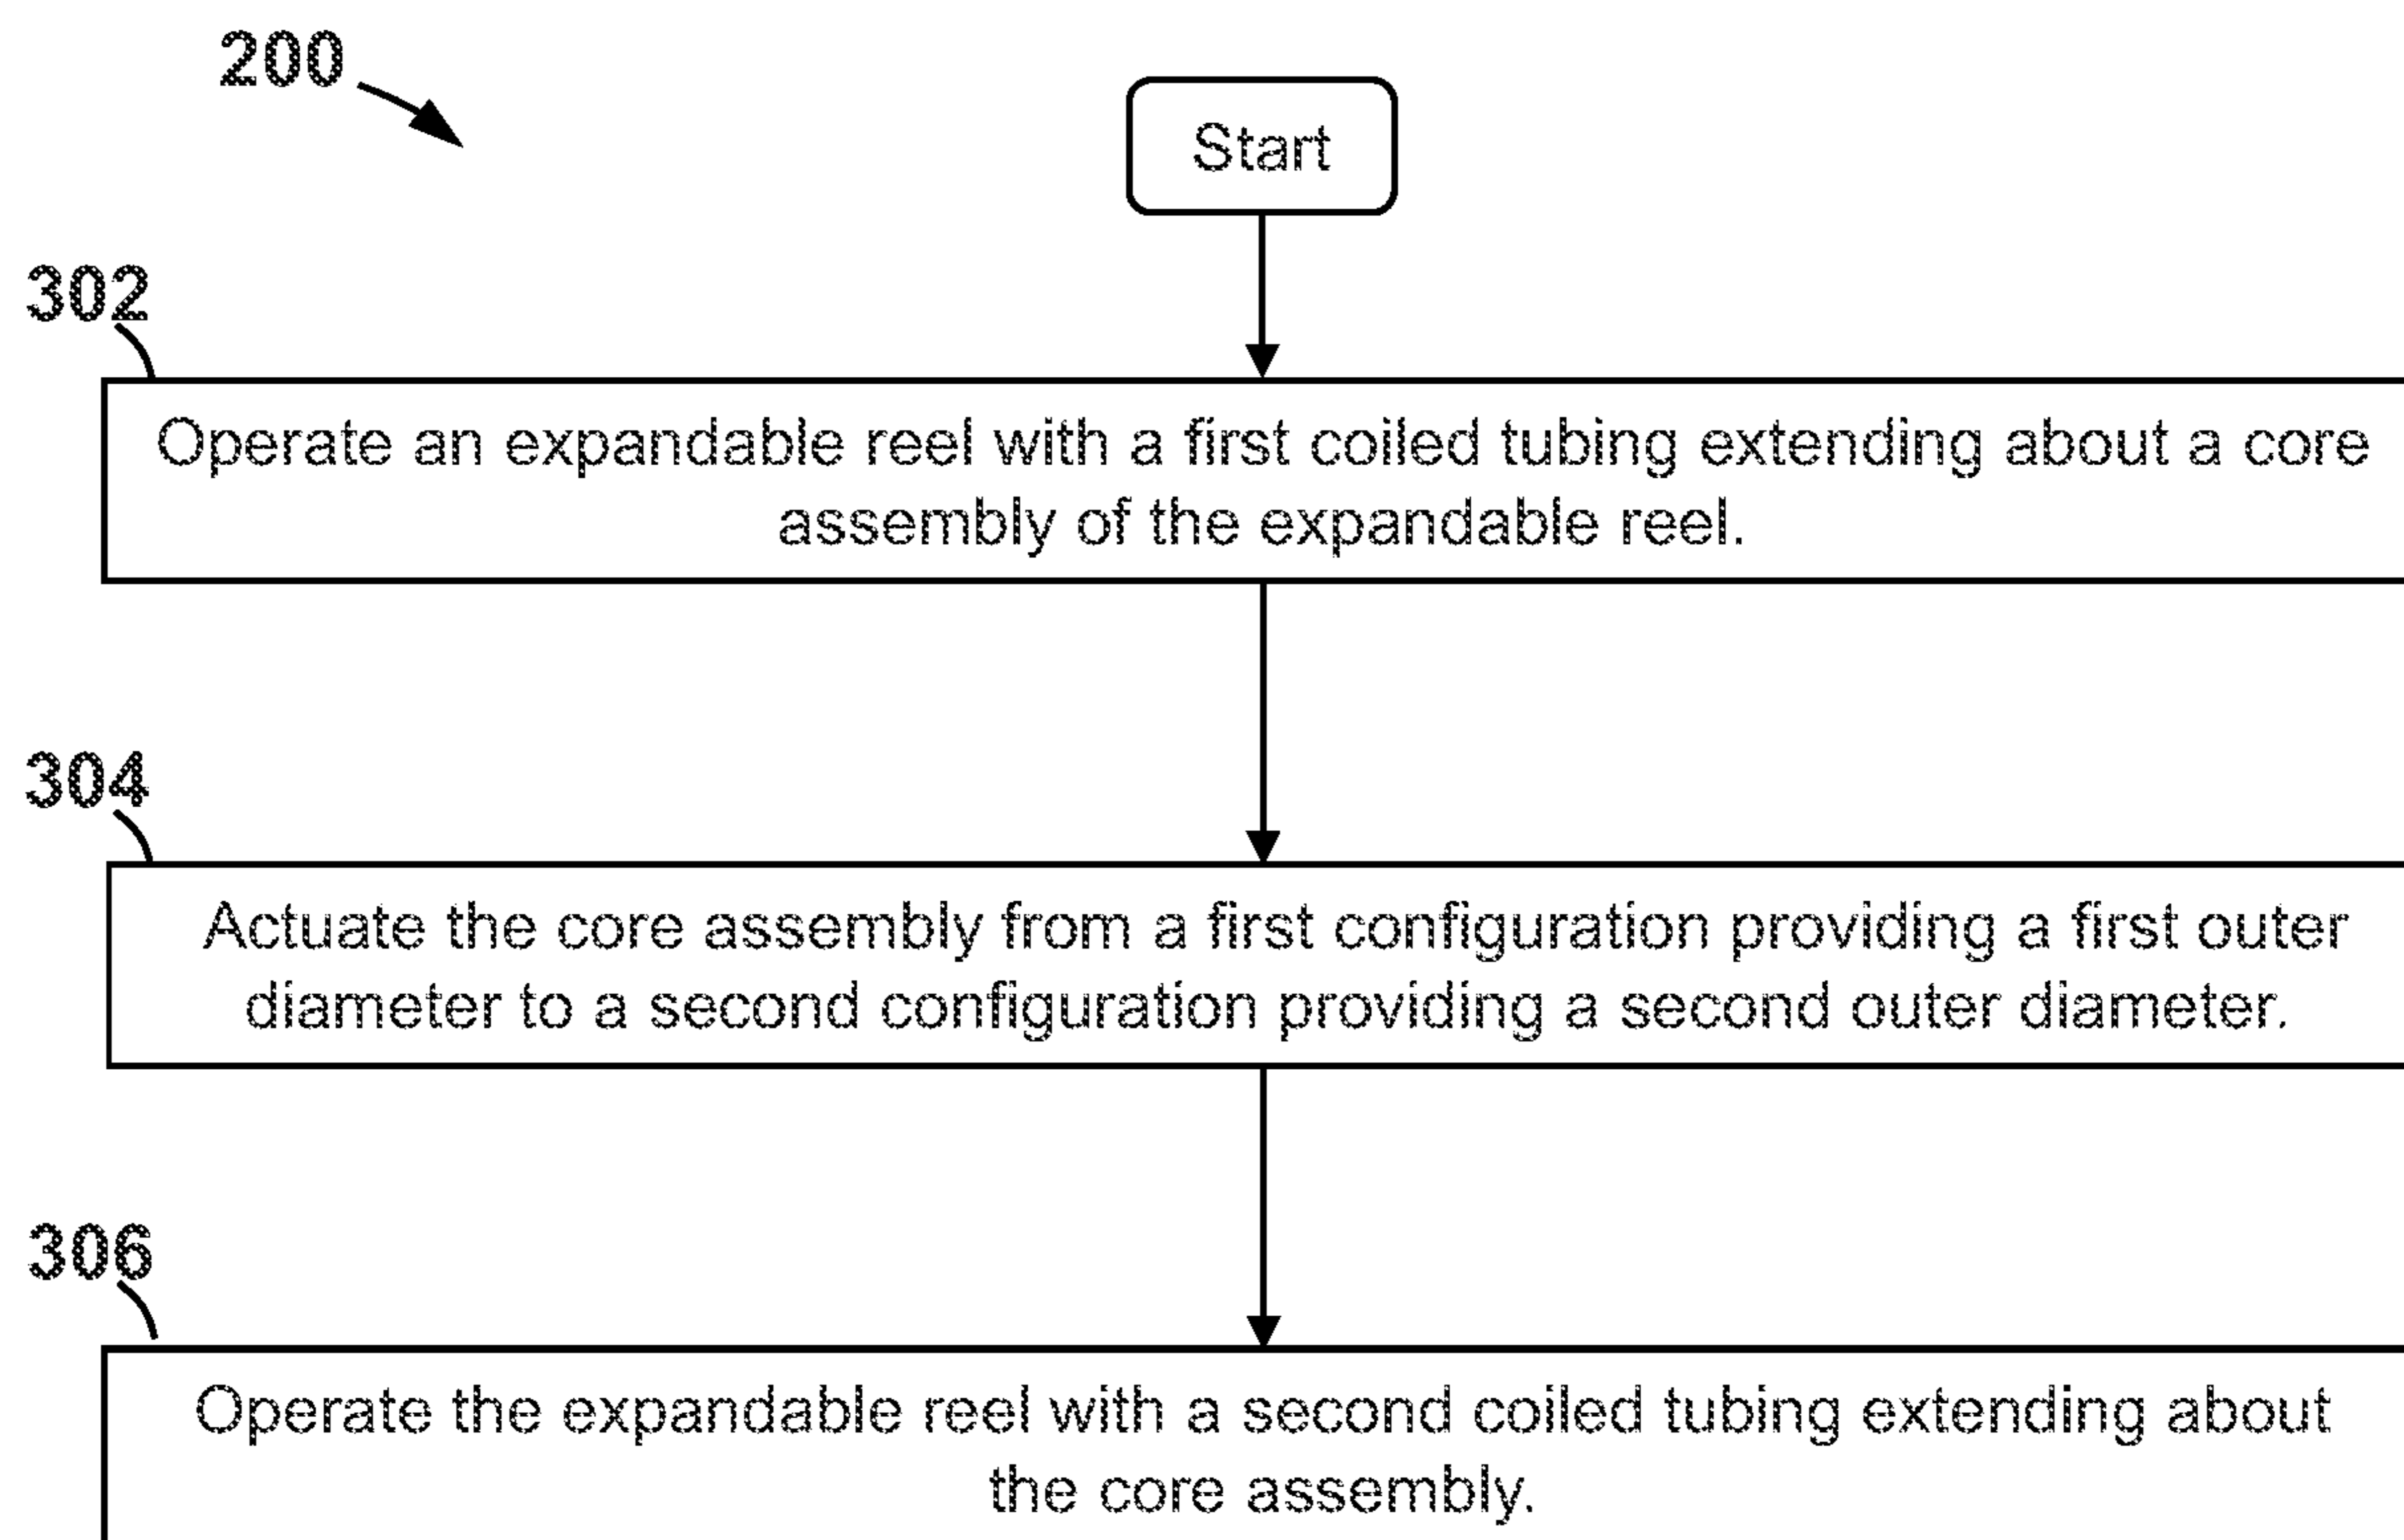 200
Start
302
Operate an expandable reel with a first coiled tubing extending about a core
assembly of the expandable reel.
304
Actuate the core assembly from a first configuration providing a first outer
diameter to a second configuration providing a second outer diameter.
306
Operate the expandable reel with a second coiled tubing extending about
the core assembly.